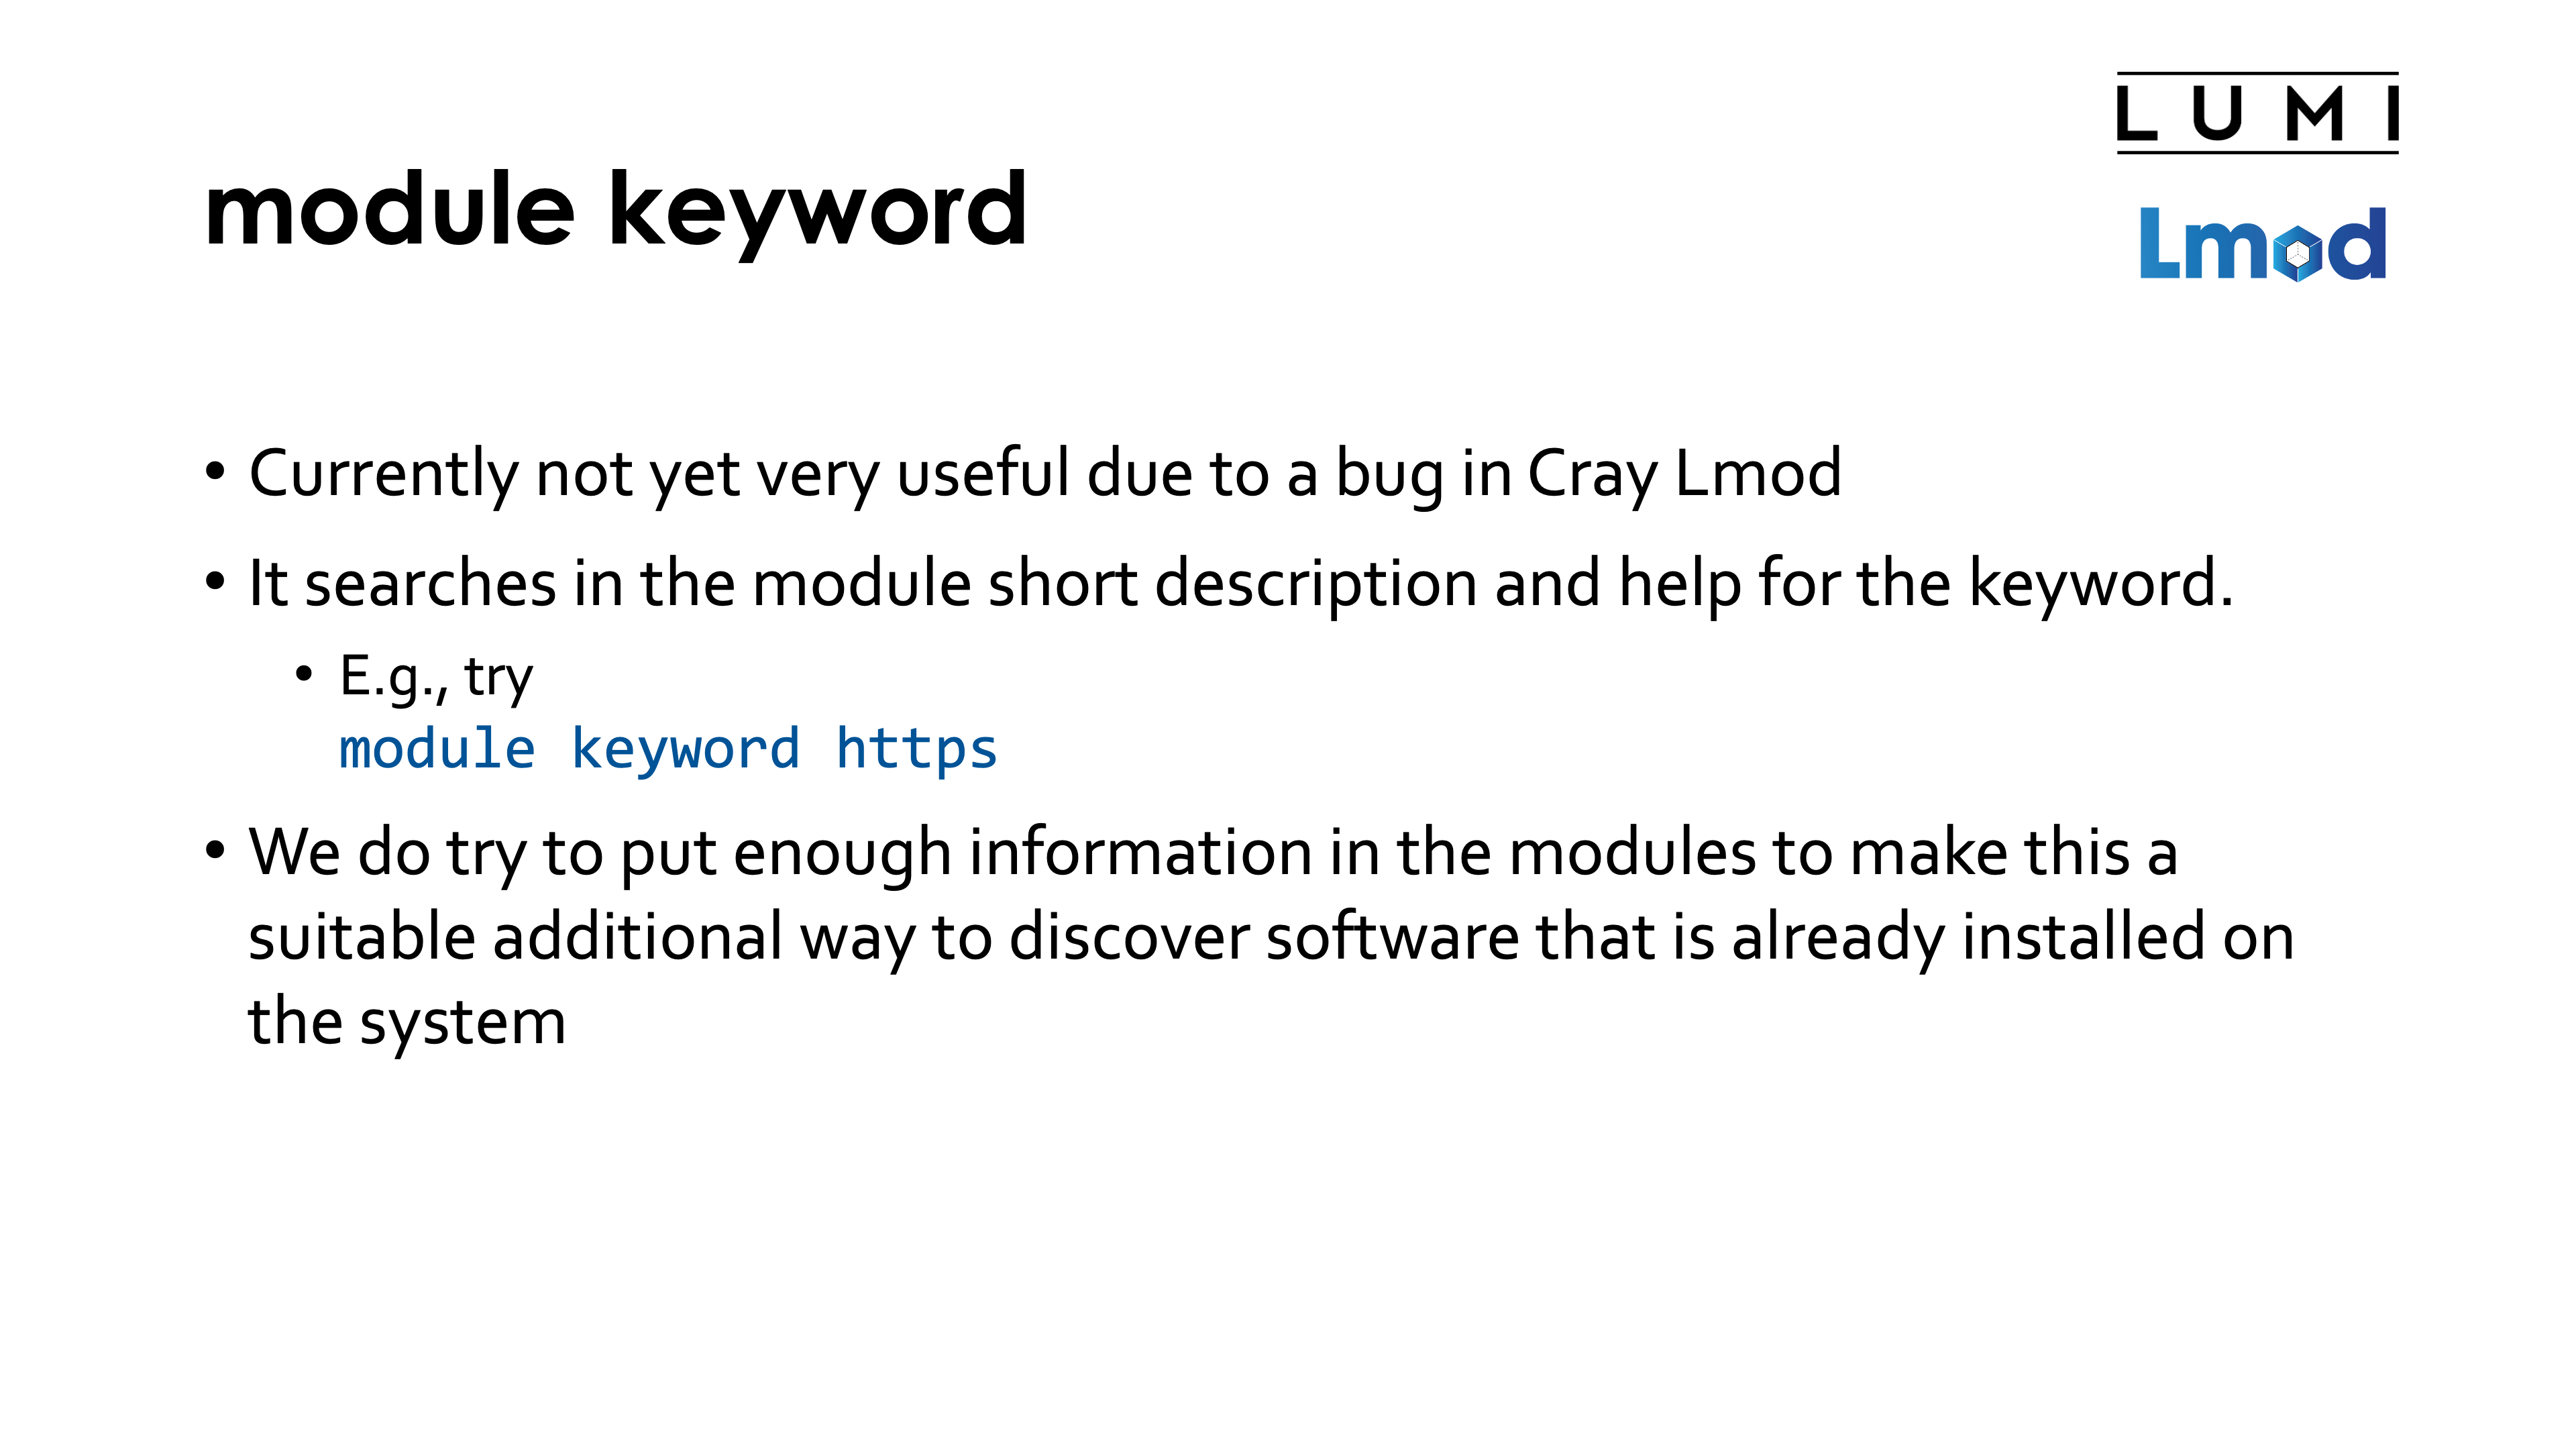 LUMI
module keyword
Lmod
• Currently not yet very useful due to a bug in Cray Lmod
• It searches in the module short description and help for the keyword.
• E.g., try
module keyword https
• We do try to put enough information in the modules to make this a
suitable additional way to discover software that is already installed on
the system